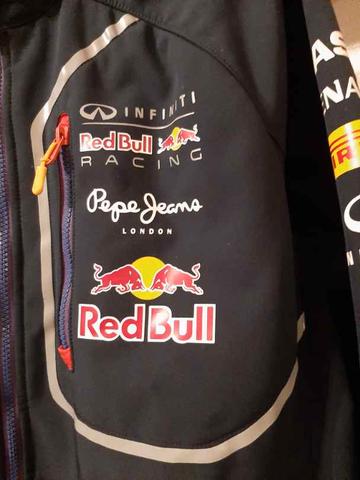 INFINITI
Red Bull
RACING
Pepe Jeans
LONDON
Red Bull